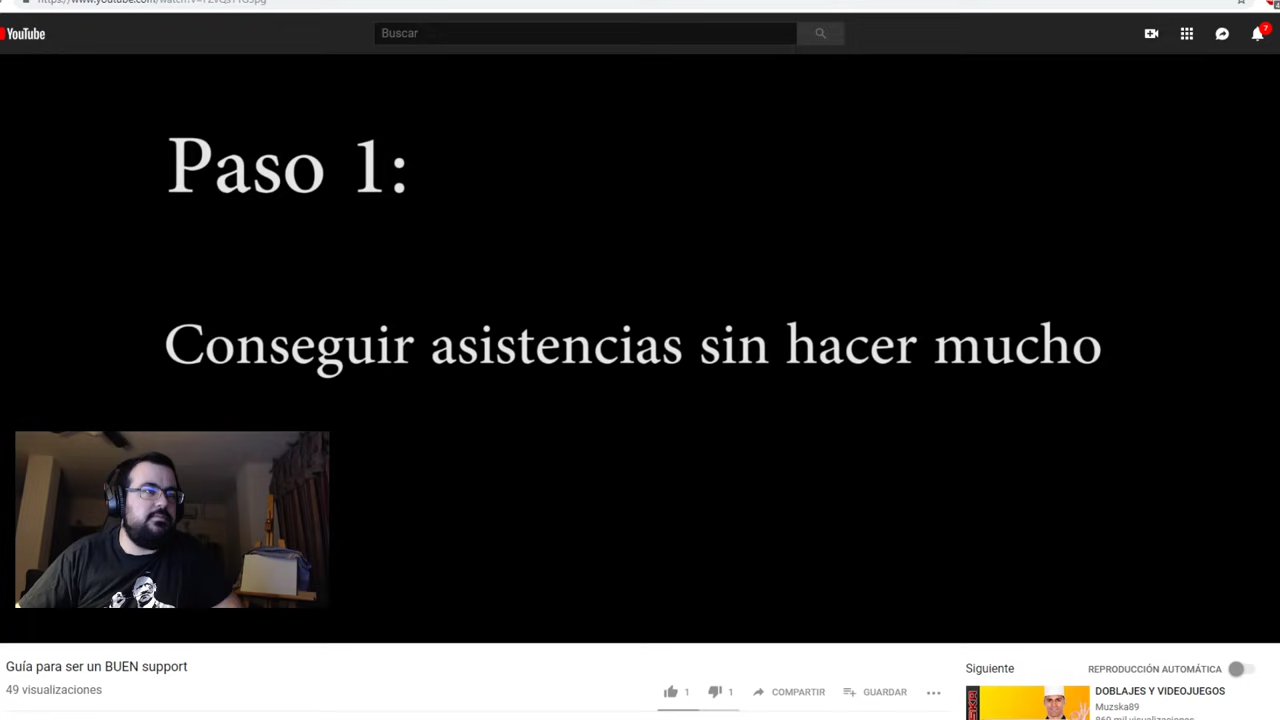 YouTube
Buscar
7
Paso 1:
Conseguir asistencias sin hacer mucho
Guía para ser un BUEN support
49 visualizaciones
1
1
COMPARTIR
GUARDAR
Siguiente
REPRODUCCIÓN AUTOMÁTICA
DOBLAJES Y VIDEOJUEGOS
Muzska89